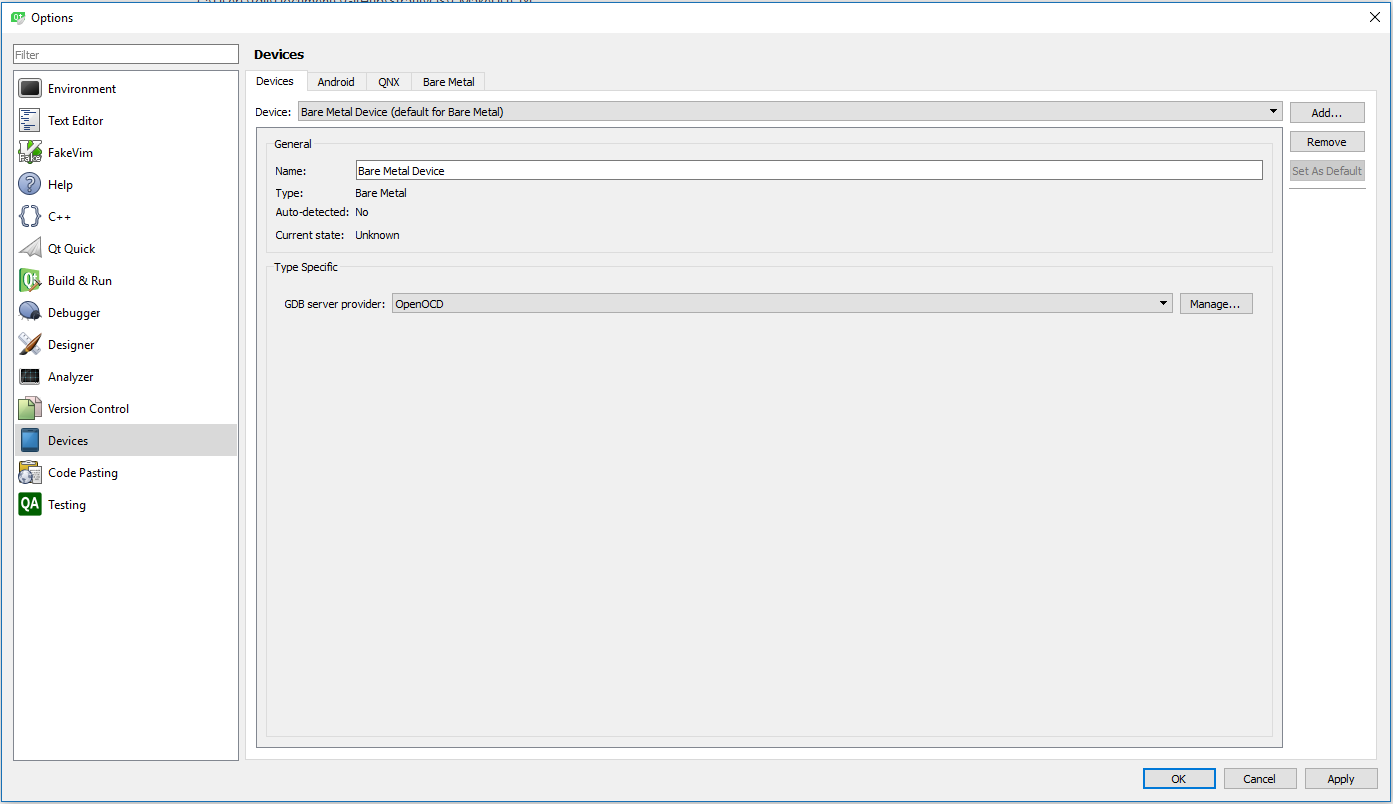 Options
Filter
Environment
Text Editor
FakeVim
Help
C++
Qt Quick
Build & Run
Debugger
Designer
Analyzer
Version Control
Devices
Code Pasting
QA Testing
Devices
Devices Android QNX Bare Metal
Device: Bare Metal Device (default for Bare Metal)
Add...
Remove
Set As Default
General
Name: Bare Metal Device
Type: Bare Metal
Auto-detected: No
Current state: Unknown
Type Specific
GDB server provider: OpenOCD Manage...
OK Cancel Apply